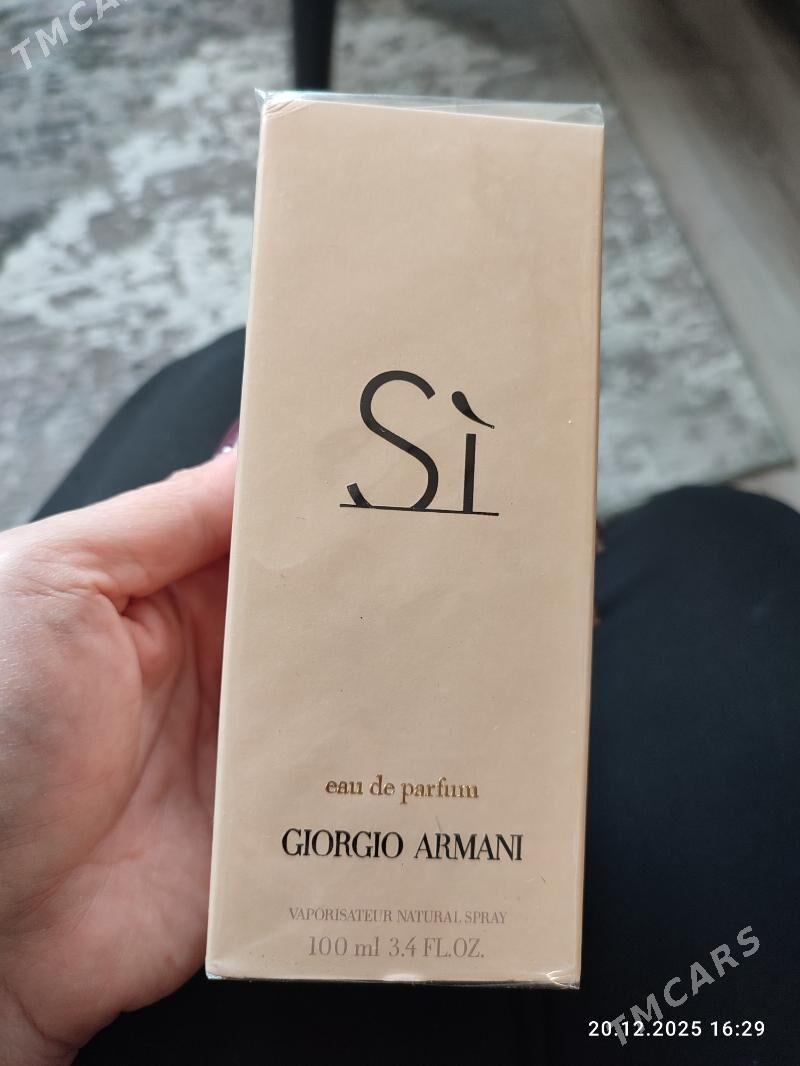 TMCARS
Sì
eau de parfum
GIORGIO ARMANI
VAPORISATEUR NATURAL SPRAY
100 ml 3.4 FL.OZ.
TMCARS
20.12.2025 16:29